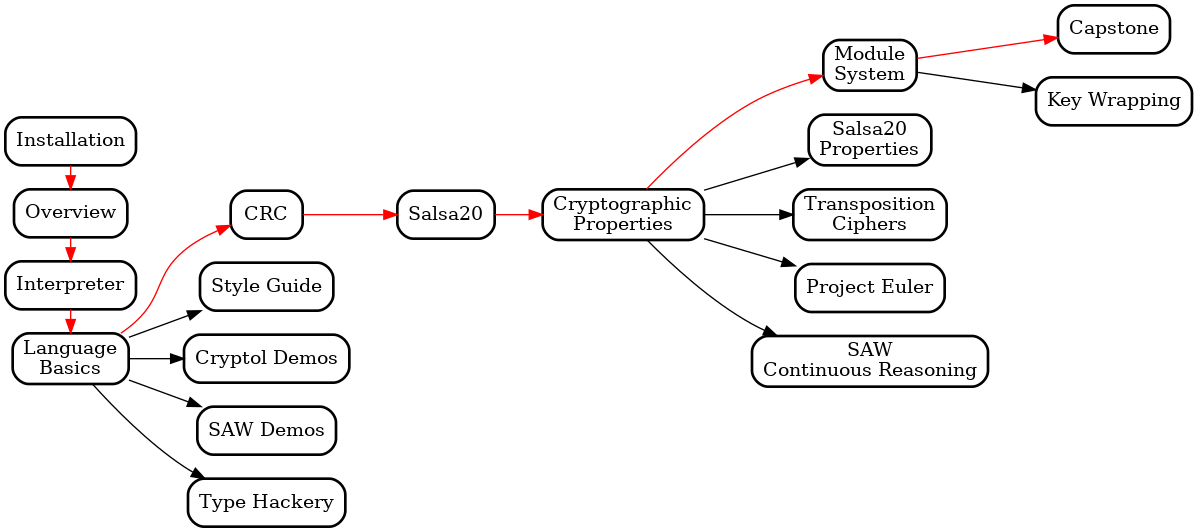 Installation
Overview
Interpreter
Language
Basics
CRC
Style Guide
Cryptol Demos
SAW Demos
Type Hackery
Salsa20
Cryptographic
Properties
Module
System
Salsa20
Properties
Transposition
Ciphers
Project Euler
SAW
Continuous Reasoning
Capstone
Key Wrapping